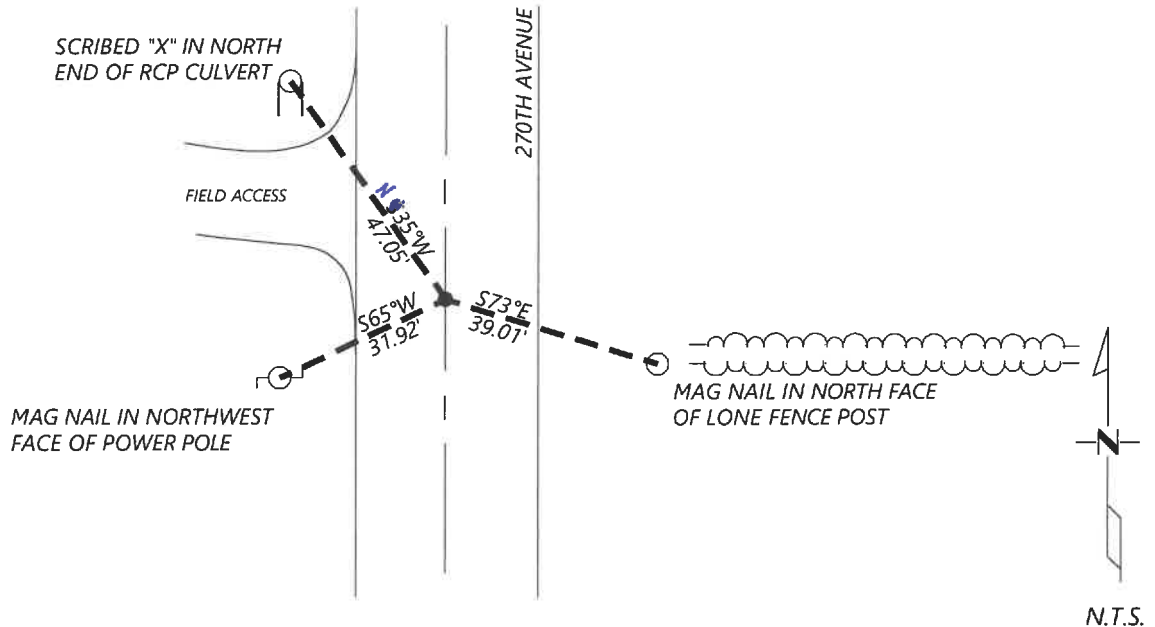 SCRIBED "X" IN NORTH
END OF RCP CULVERT
270TH AVENUE
FIELD ACCESS
N 35°W
47.05'
S65°W
31.92'
S73°E
39.01'
MAG NAIL IN NORTHWEST
FACE OF POWER POLE
MAG NAIL IN NORTH FACE
OF LONE FENCE POST
N
N.T.S.